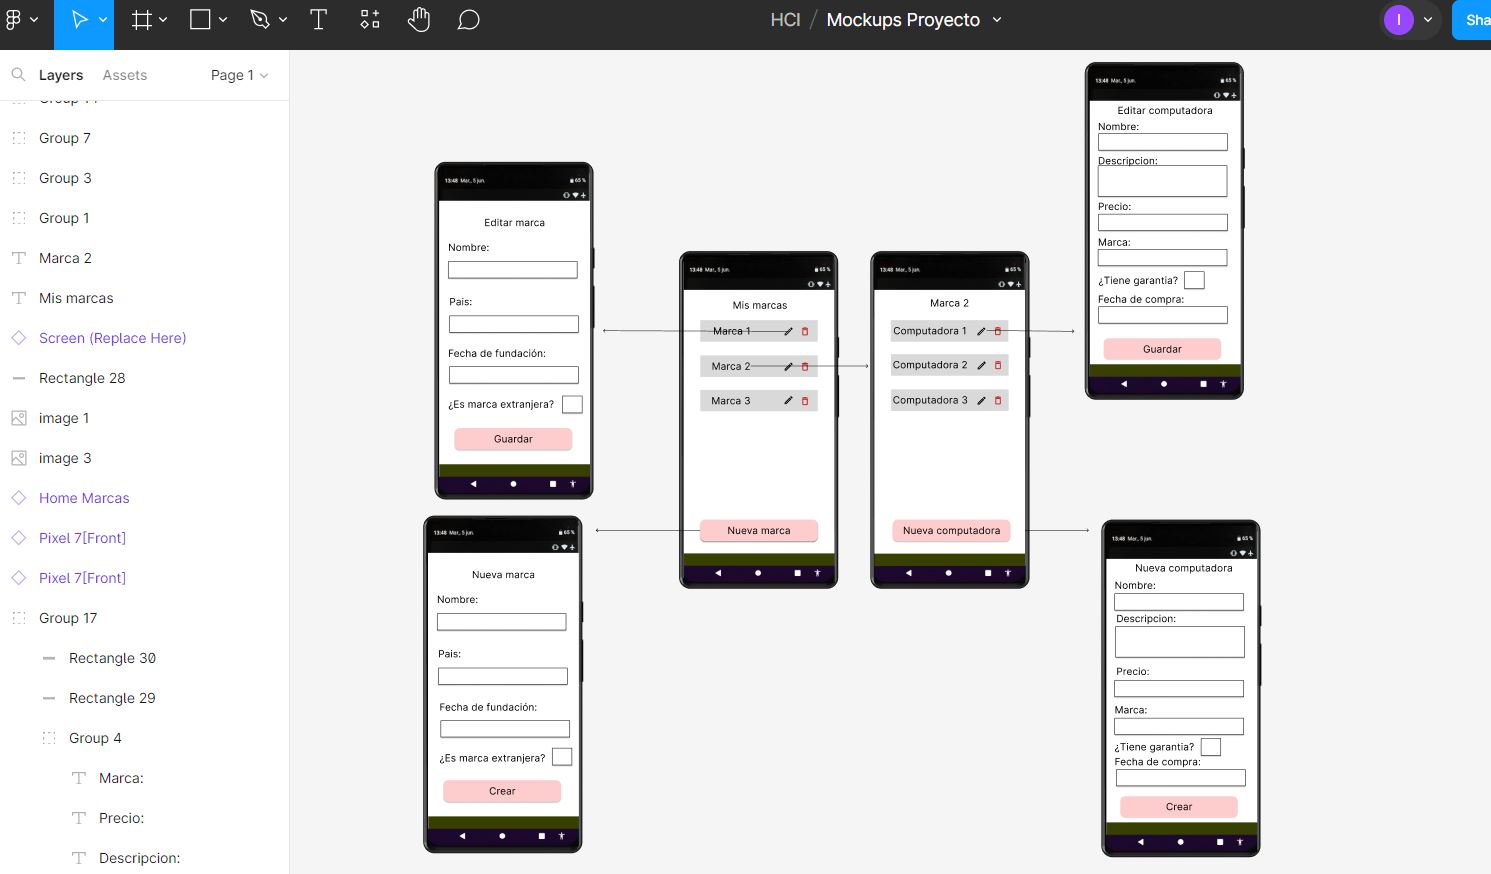 HCI / Mockups Proyecto
I
Sha
Layers
Assets
Page 1
Group 7
Group 3
Group 1
Marca 2
Mis marcas
Screen (Replace Here)
Rectangle 28
image 1
image 3
Home Marcas
Pixel 7[Front]
Pixel 7[Front]
Group 17
Rectangle 30
Rectangle 29
Group 4
Marca:
Precio:
Descripcion:
13:48 Mar., 5 jun.
65 %
Editar marca
Nombre:
Pais:
Fecha de fundación:
¿Es marca extranjera?
Guardar
13:48 Mar., 5 jun.
65 %
Nueva marca
Nombre:
Pais:
Fecha de fundación:
¿Es marca extranjera?
Crear
13:48 Mar., 5 jun.
65 %
Mis marcas
Marca 1
Marca 2
Marca 3
Nueva marca
13:48 Mar., 5 jun.
65 %
Marca 2
Computadora 1
Computadora 2
Computadora 3
Nueva computadora
13:48 Mar., 5 jun.
65 %
Editar computadora
Nombre:
Descripcion:
Precio:
Marca:
¿Tiene garantia?
Fecha de compra:
Guardar
13:48 Mar., 5 jun.
65 %
Nueva computadora
Nombre:
Descripcion:
Precio:
Marca:
¿Tiene garantia?
Fecha de compra:
Crear